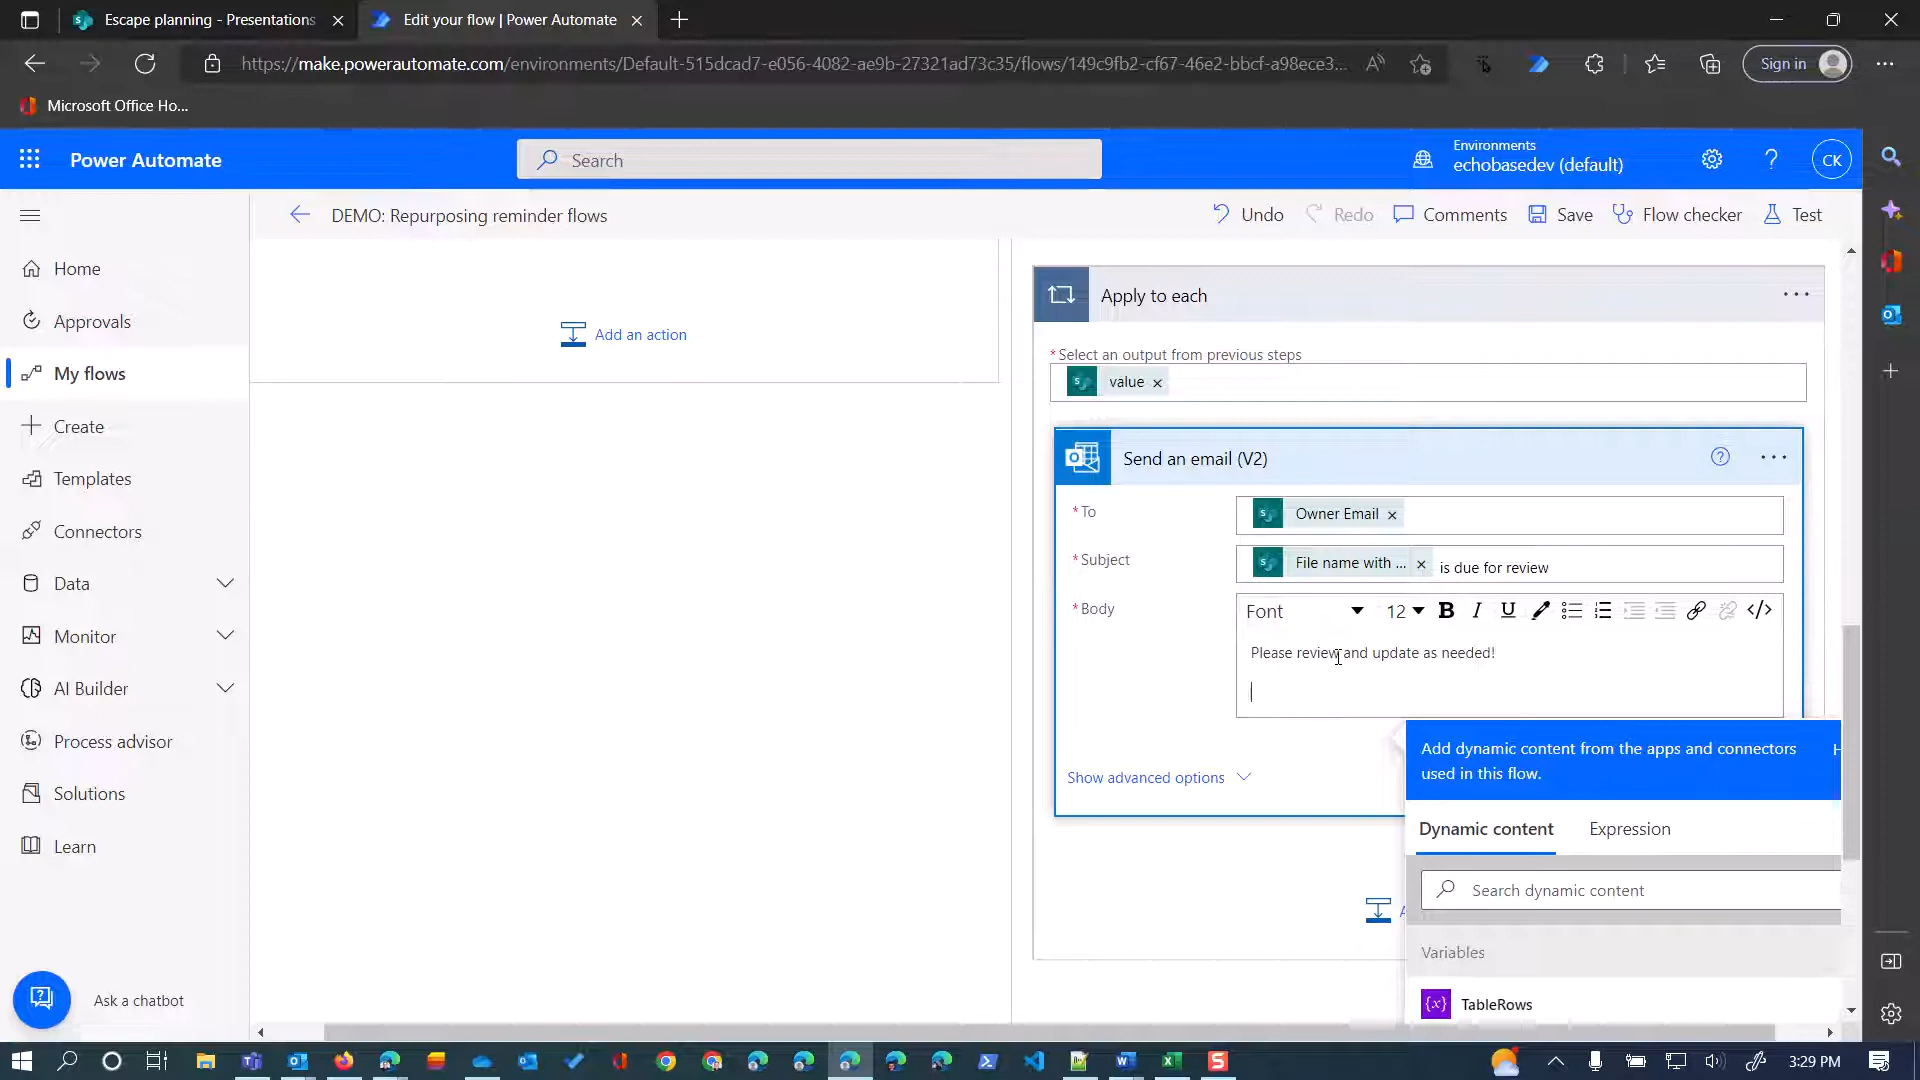 Escape planning - Presentations
Edit your flow | Power Automate
https://make.powerautomate.com/environments/Default-515dcad7-e056-4082-ae9b-27321ad73c35/flows/149c9fb2-cf67-46e2-bbcf-a98ece3...
Sign in
Microsoft Office Ho...
Power Automate
Search
Environments
echobasedev (default)
CK
DEMO: Repurposing reminder flows
Undo
Redo
Comments
Save
Flow checker
Test
Home
Approvals
My flows
Create
Templates
Connectors
Data
Monitor
AI Builder
Process advisor
Solutions
Learn
Ask a chatbot
Add an action
Apply to each
*Select an output from previous steps
value
Send an email (V2)
*To
Owner Email
*Subject
File name with ...
is due for review
*Body
Font
12
Please review and update as needed!
Show advanced options
Add dynamic content from the apps and connectors
used in this flow.
Dynamic content
Expression
Search dynamic content
Variables
TableRows
3:29 PM